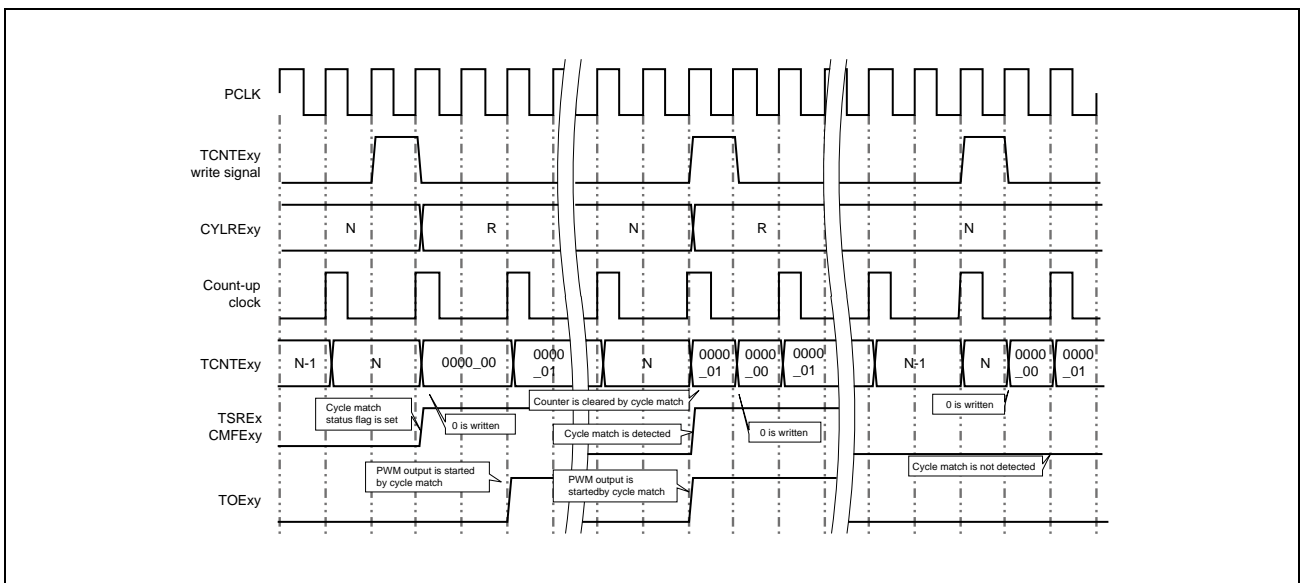 PCLK
TCNTExy
write signal
CYLRExy
N
R
N
R
N
Count-up
clock
TCNTExy
N-1
N
0000_00
0000
_01
N
0000
_01
0000
_00
0000
_01
N-1
N
0000
_00
0000
_01
Counter is cleared by cycle match
0 is written
TSREx
CMFExy
Cycle match
status flag is set
0 is written
Cycle match is detected
0 is written
Cycle match is not detected
PWM output is started
by cycle match
PWM output is
startedby cycle match
TOExy